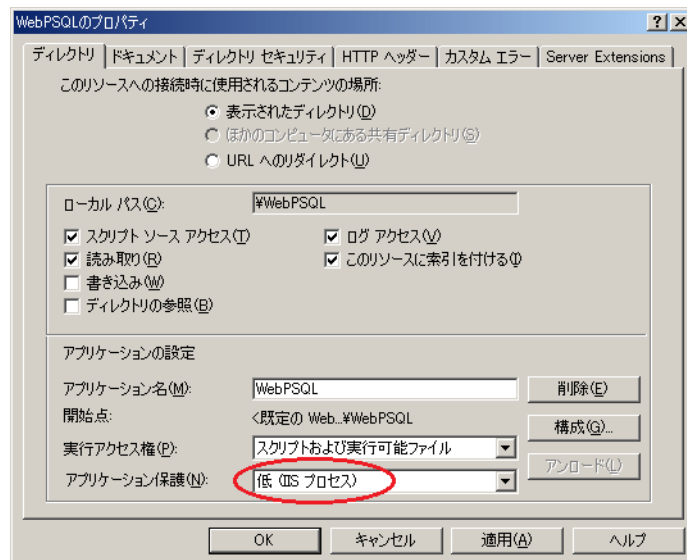 WebPSQLのプロパティ
ディレクトリ ドキュメント ディレクトリ セキュリティ HTTP ヘッダー カスタム エラー Server Extensions
このリソースへの接続時に使用されるコンテンツの場所:
表示されたディレクトリ(D)
ほかのコンピュータにある共有ディレクトリ(S)
URL へのリダイレクト(U)
ローカル パス(C): ¥WebPSQL
スクリプト ソース アクセス(T) ログ アクセス(V)
読み取り(R) このリソースに索引を付ける(I)
書き込み(W)
ディレクトリの参照(B)
アプリケーションの設定
アプリケーション名(M): WebPSQL 削除(E)
開始点: <既定の Web...¥WebPSQL 構成(G)...
実行アクセス権(P): スクリプトおよび実行可能ファイル
アプリケーション保護(N): 低 (IIS プロセス) アンロード(L)
OK キャンセル 適用(A) ヘルプ